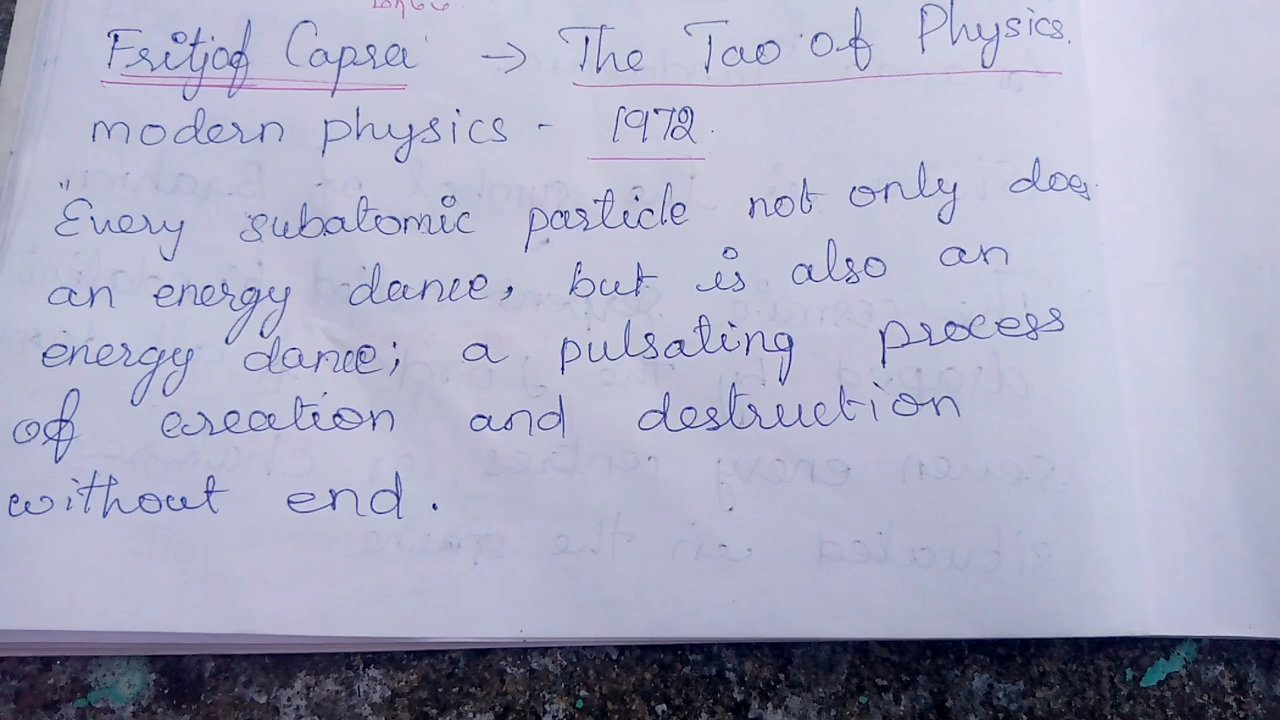 Fritjof Capra → The Tao of Physics.
modern physics - 1972.
"Every subatomic particle not only does
an energy dance, but is also an
energy dance; a pulsating process
of creation and destruction
without end.